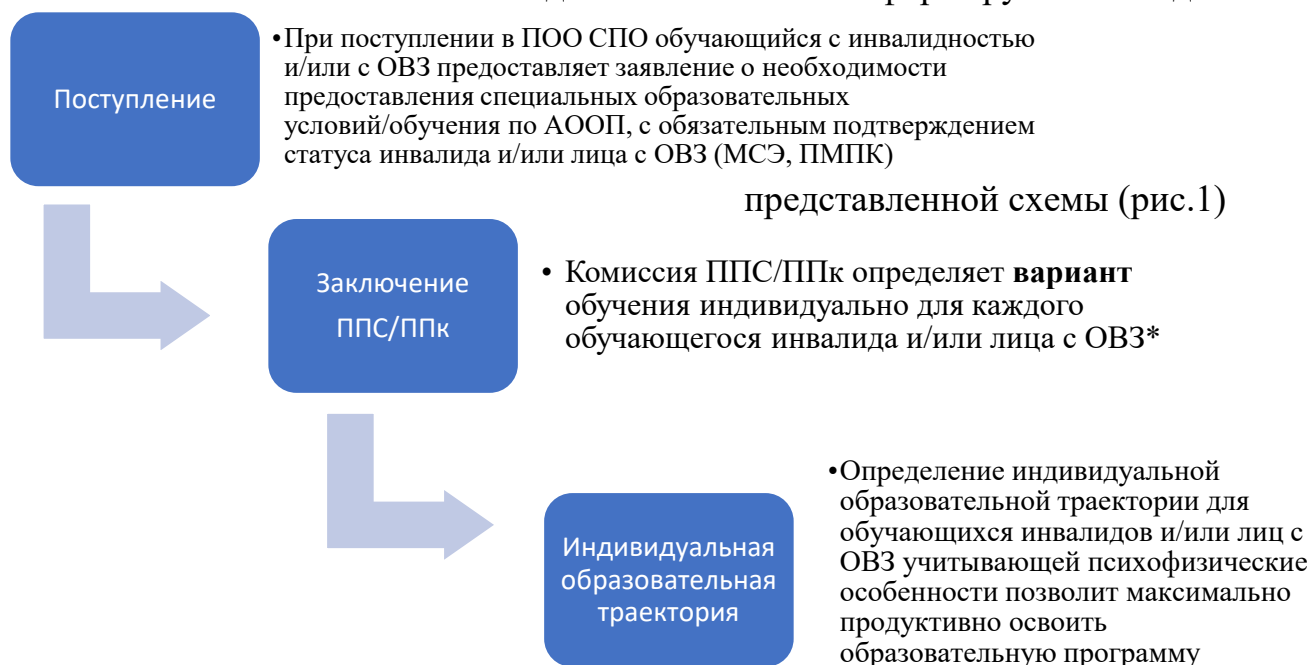 Поступление
•При поступлении в ПОО СПО обучающийся с инвалидностью
и/или с ОВЗ предоставляет заявление о необходимости
предоставления специальных образовательных
условий/обучения по АООП, с обязательным подтверждением
статуса инвалида и/или лица с ОВЗ (МСЭ, ПМПК)
представленной схемы (рис.1)
Заключение
ППС/ППк
• Комиссия ППС/ППк определяет вариант
обучения индивидуально для каждого
обучающегося инвалида и/или лица с ОВЗ*
Индивидуальная
образовательная
траектория
•Определение индивидуальной
образовательной траектории для
обучающихся инвалидов и/или лиц с
ОВЗ учитывающей психофизические
особенности позволит максимально
продуктивно освоить
образовательную программу